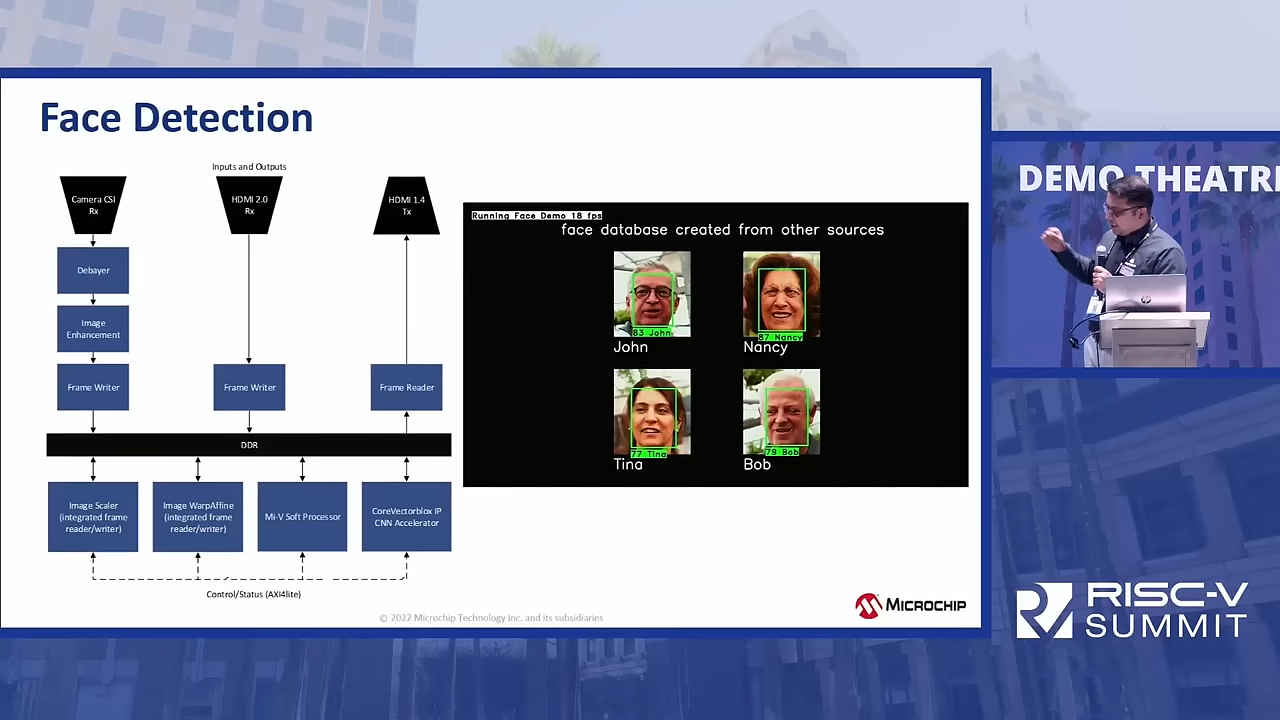 Face Detection
Inputs and Outputs
Camera CSI
Rx
HDMI 2.0
Rx
HDMI 1.4
Tx
Debayer
Image
Enhancement
Frame Writer
Frame Writer
Frame Reader
DDR
Image Scaler
(integrated frame
reader/writer)
Image WarpAffine
(integrated frame
reader/writer)
Mi-V Soft Processor
CoreVectorblox IP
CNN Accelerator
Control/Status (AXI4lite)
Running Face Demo 18 fps
face database created from other sources
83 John
John
87 Nancy
Nancy
77 Tina
Tina
79 Bob
Bob
© 2022 Microchip Technology Inc. and its subsidiaries
MICROCHIP
DEMO THEATRE
hp
RISC-V
SUMMIT